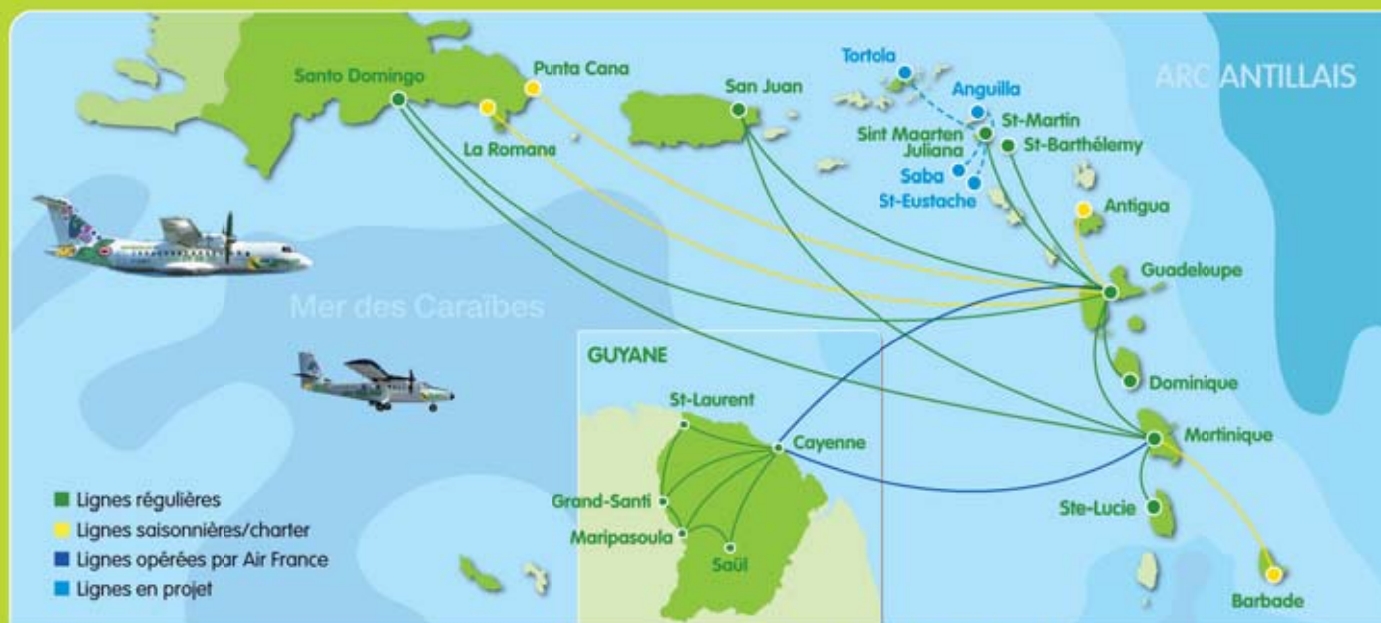 ARC ANTILLAIS
Santo Domingo
Punta Cana
La Romana
San Juan
Tortola
Anguilla
St-Martin
Sint Maarten
Juliana
St-Barthélemy
Saba
St-Eustache
Antigua
Guadeloupe
Mer des Caraïbes
Dominique
Martinique
Ste-Lucie
Barbade
GUYANE
St-Laurent
Cayenne
Grand-Santi
Maripasoula
Saül
Lignes régulières
Lignes saisonnières/charter
Lignes opérées par Air France
Lignes en projet